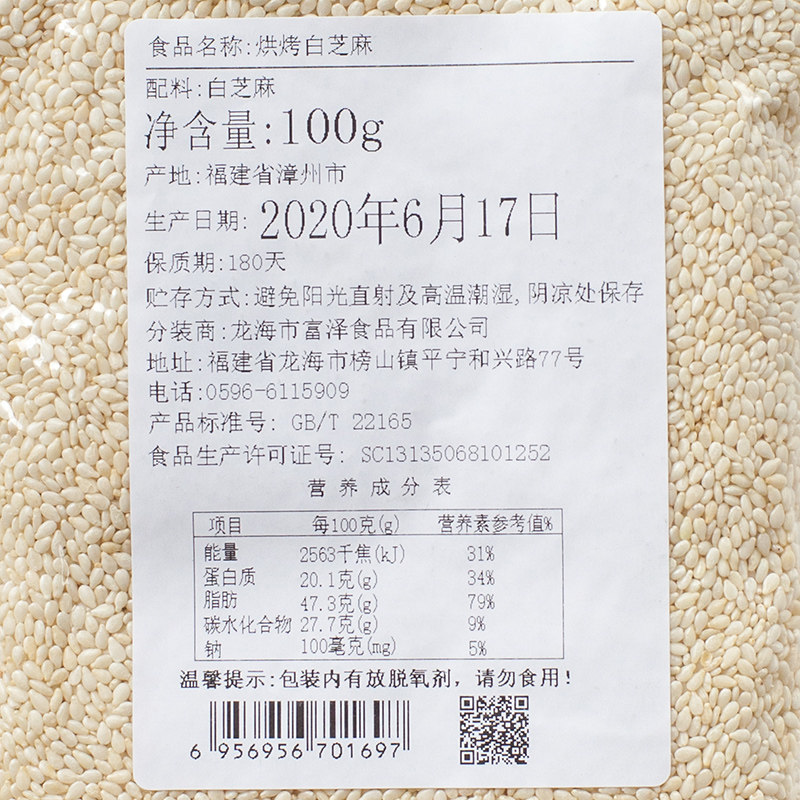 食品名称:烘烤白芝麻
配料:白芝麻
净含量:100g
产地:福建省漳州市
生产日期: 2020年6月17日
保质期:180天
贮存方式:避免阳光直射及高温潮湿, 阴凉处保存
分装商:龙海市富泽食品有限公司
地址:福建省龙海市榜山镇平宁和兴路77号
电话:0596-6115909
产品标准号: GB/T 22165
食品生产许可证号: SC13135068101252
营养成分表
项目 每100克(g) 营养素参考值%
能量 2563千焦(kJ) 31%
蛋白质 20.1克(g) 34%
脂肪 47.3克(g) 79%
碳水化合物 27.7克(g) 9%
钠 100毫克(mg) 5%
温馨提示:包装内有放脱氧剂, 请勿食用!
6 956956 701697